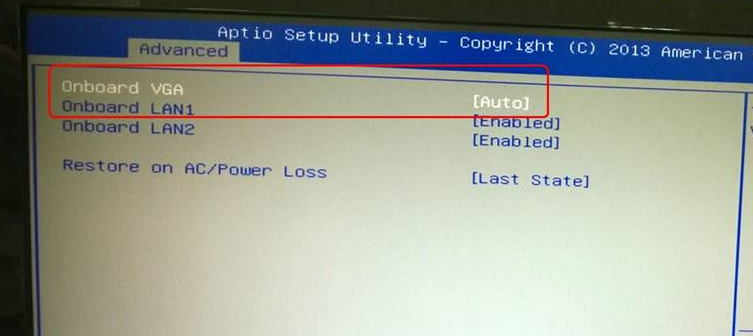 Aptio Setup Utility - Copyright (C) 2013 American
Advanced
Onboard VGA [Auto]
Onboard LAN1 [Enabled]
Onboard LAN2 [Enabled]
Restore on AC/Power Loss [Last State]